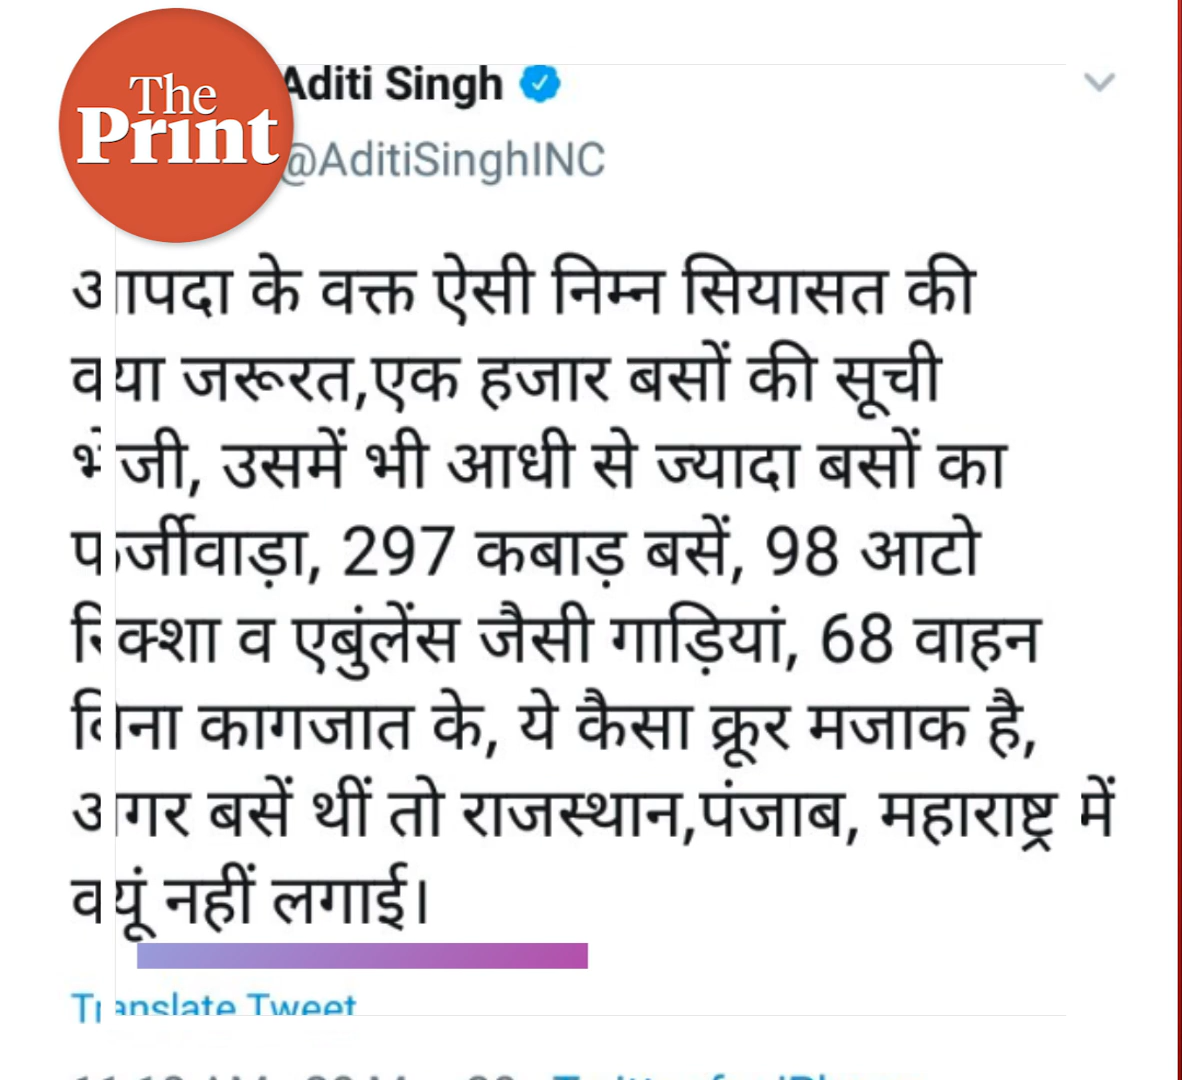 The
Print
Aditi Singh
@AditiSinghINC
आपदा के वक्त ऐसी निम्न सियासत की
क्या जरूरत,एक हजार बसों की सूची
भेजी, उसमें भी आधी से ज्यादा बसों का
फर्जीवाड़ा, 297 कबाड़ बसें, 98 आटो
रिक्शा व एबुंलेंस जैसी गाड़ियां, 68 वाहन
बिना कागजात के, ये कैसा क्रूर मजाक है,
अगर बसें थीं तो राजस्थान,पंजाब, महाराष्ट्र में
क्यूं नहीं लगाई।
Translate Tweet